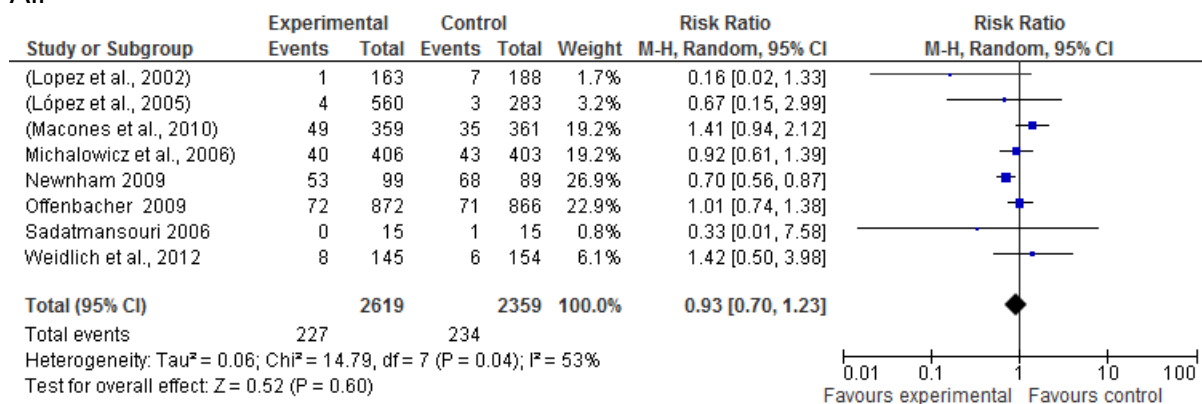 Experimental Control Risk Ratio Risk Ratio
Study or Subgroup Events Total Events Total Weight M-H, Random, 95% CI M-H, Random, 95% CI
(Lopez et al., 2002) 1 163 7 188 1.7% 0.16 [0.02, 1.33]
(López et al., 2005) 4 560 3 283 3.2% 0.67 [0.15, 2.99]
(Macones et al., 2010) 49 359 35 361 19.2% 1.41 [0.94, 2.12]
Michalowicz et al., 2006) 40 406 43 403 19.2% 0.92 [0.61, 1.39]
Newnham 2009 53 99 68 89 26.9% 0.70 [0.56, 0.87]
Offenbacher 2009 72 872 71 866 22.9% 1.01 [0.74, 1.38]
Sadatmansouri 2006 0 15 1 15 0.8% 0.33 [0.01, 7.58]
Weidlich et al., 2012 8 145 6 154 6.1% 1.42 [0.50, 3.98]
Total (95% CI) 2619 2359 100.0% 0.93 [0.70, 1.23]
Total events 227 234
Heterogeneity: Tau² = 0.06; Chi² = 14.79, df = 7 (P = 0.04); I² = 53%
Test for overall effect: Z = 0.52 (P = 0.60)
0.01 0.1 1 10 100
Favours experimental Favours control